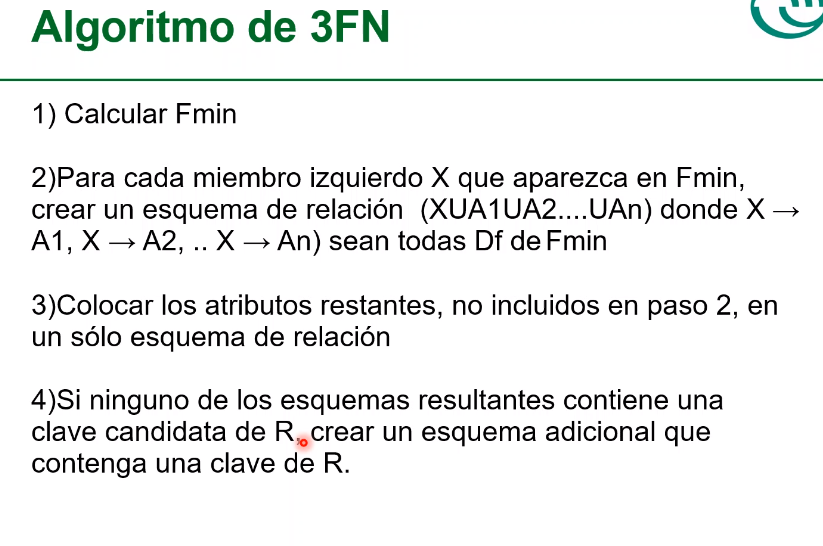 Algoritmo de 3FN
1) Calcular Fmin
2)Para cada miembro izquierdo X que aparezca en Fmin,
crear un esquema de relación (XUA1UA2....UAn) donde X →
A1, X → A2, .. X → An) sean todas Df de Fmin
3)Colocar los atributos restantes, no incluidos en paso 2, en
un sólo esquema de relación
4)Si ninguno de los esquemas resultantes contiene una
clave candidata de R, crear un esquema adicional que
contenga una clave de R.